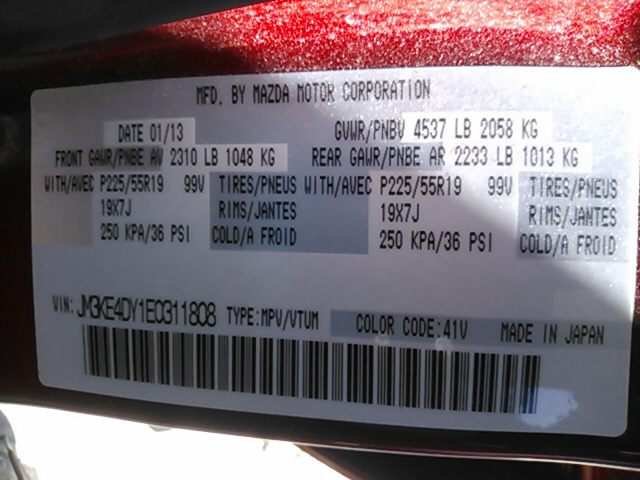 MFD. BY MAZDA MOTOR CORPORATION
DATE 01/13 GVWR/PNBV 4537 LB 2058 KG
FRONT GAWR/PNBE AV 2310 LB 1048 KG REAR GAWR/PNBE AR 2233 LB 1013 KG
WITH/AVEC P225/55R19 99V TIRES/PNEUS WITH/AVEC P225/55R19 99V TIRES/PNEUS
19X7J RIMS/JANTES 19X7J RIMS/JANTES
250 KPA/36 PSI COLD/A FROID 250 KPA/36 PSI COLD/A FROID
VIN: JM3KE4DY1E0311808 TYPE:MPV/VTUM COLOR CODE:41V MADE IN JAPAN